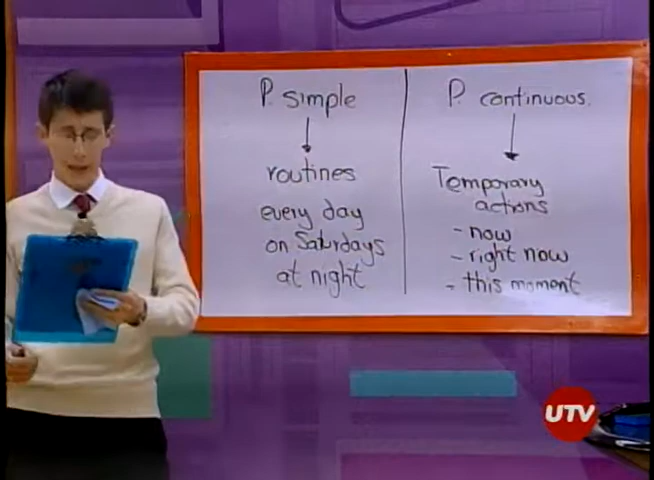 P. simple
routines
every day
on Saturdays
at night
P. continuous.
Temporary
actions
- now
- right now
- this moment
UTV